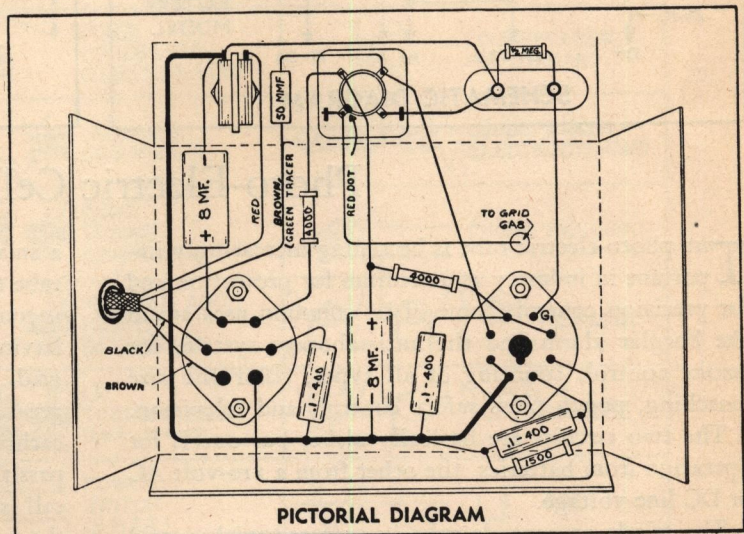 ½ MEG.
50 MMF
- 8 MF. +
RED
BROWN,
(GREEN TRACER
4000
RED DOT
TO GRID
CAB
4000
G1
BLACK
BROWN
.1-400
8 MF. +
.1-400
.1-400
1500
PICTORIAL DIAGRAM